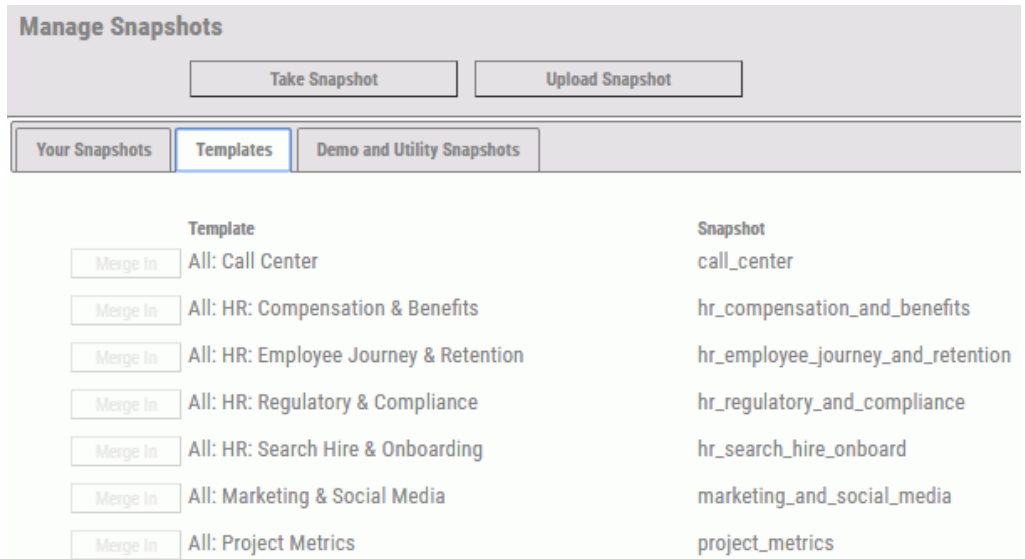 Manage Snapshots
Take Snapshot Upload Snapshot
Your Snapshots Templates Demo and Utility Snapshots
Template Snapshot
Merge In All: Call Center call_center
Merge In All: HR: Compensation & Benefits hr_compensation_and_benefits
Merge In All: HR: Employee Journey & Retention hr_employee_journey_and_retention
Merge In All: HR: Regulatory & Compliance hr_regulatory_and_compliance
Merge In All: HR: Search Hire & Onboarding hr_search_hire_onboard
Merge In All: Marketing & Social Media marketing_and_social_media
Merge In All: Project Metrics project_metrics